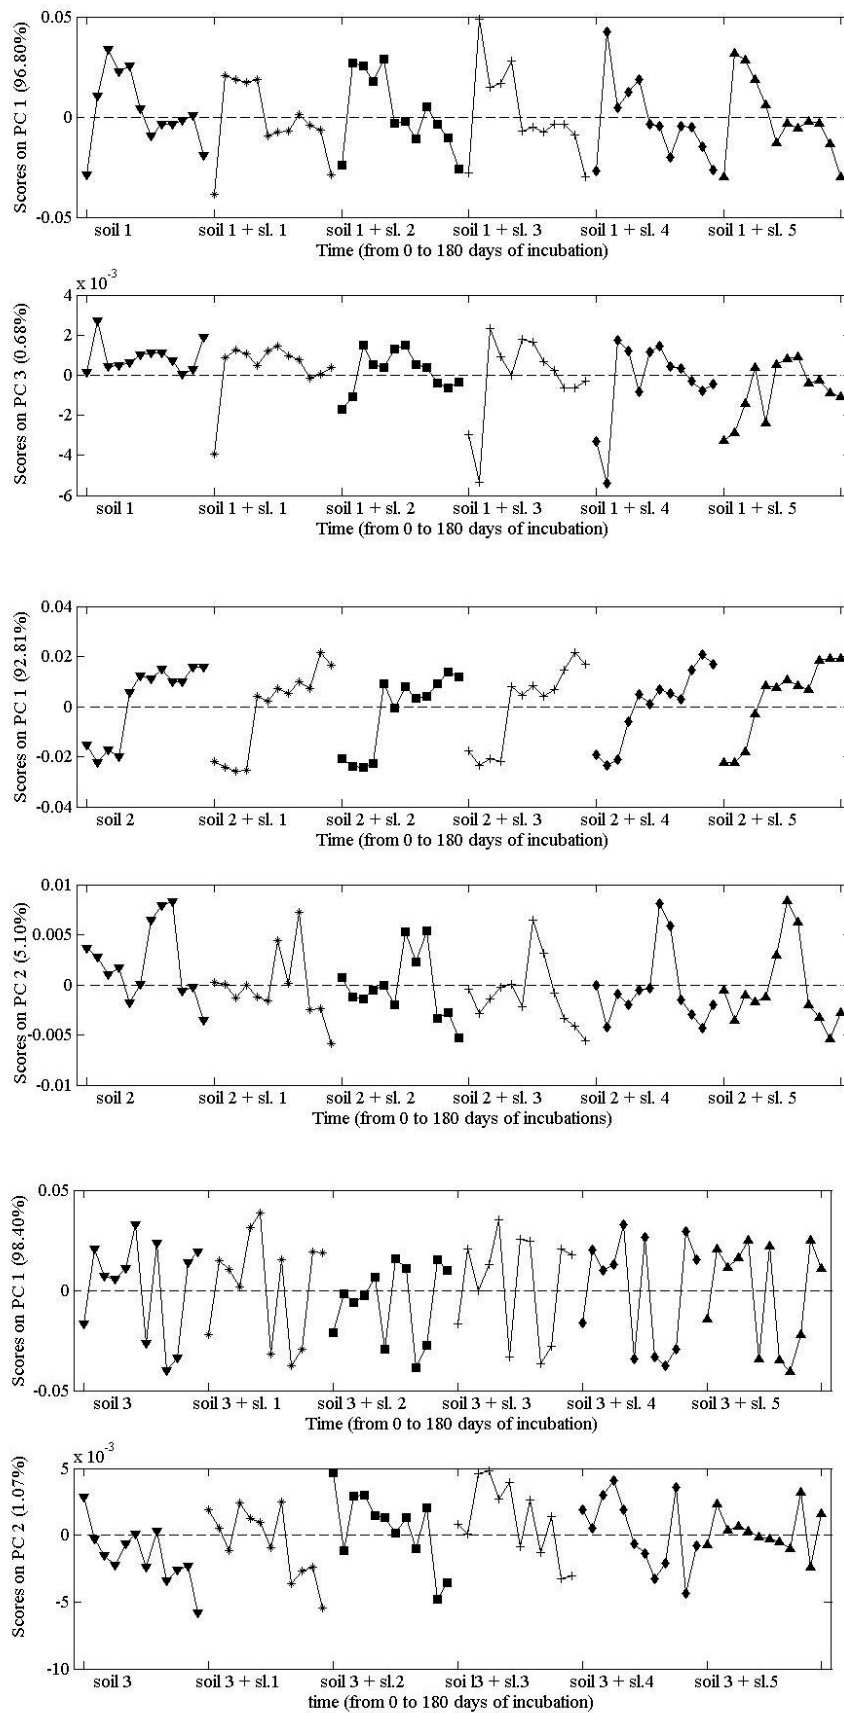 Scores on PC 1 (96.80%)
0.05
0
-0.05
soil 1 soil 1 + sl. 1 soil 1 + sl. 2 soil 1 + sl. 3 soil 1 + sl. 4 soil 1 + sl. 5
Time (from 0 to 180 days of incubation)
x 10-3
Scores on PC 3 (0.68%)
4
2
0
-2
-4
-6
soil 1 soil 1 + sl. 1 soil 1 + sl. 2 soil 1 + sl. 3 soil 1 + sl. 4 soil 1 + sl. 5
Time (from 0 to 180 days of incubation)
Scores on PC 1 (92.81%)
0.04
0.02
0
-0.02
-0.04
soil 2 soil 2 + sl. 1 soil 2 + sl. 2 soil 2 + sl. 3 soil 2 + sl. 4 soil 2 + sl. 5
Time (from 0 to 180 days of incubation)
Scores on PC 2 (5.10%)
0.01
0.005
0
-0.005
-0.01
soil 2 soil 2 + sl. 1 soil 2 + sl. 2 soil 2 + sl. 3 soil 2 + sl. 4 soil 2 + sl. 5
Time (from 0 to 180 days of incubations)
Scores on PC 1 (98.40%)
0.05
0
-0.05
soil 3 soil 3 + sl. 1 soil 3 + sl. 2 soil 3 + sl. 3 soil 3 + sl. 4 soil 3 + sl. 5
Time (from 0 to 180 days of incubation)
x 10-3
Scores on PC 2 (1.07%)
5
0
-5
-10
soil 3 soil 3 + sl.1 soil 3 + sl.2 soi l3 + sl.3 soil 3 + sl.4 soil 3 + sl.5
time (from 0 to 180 days of incubation)